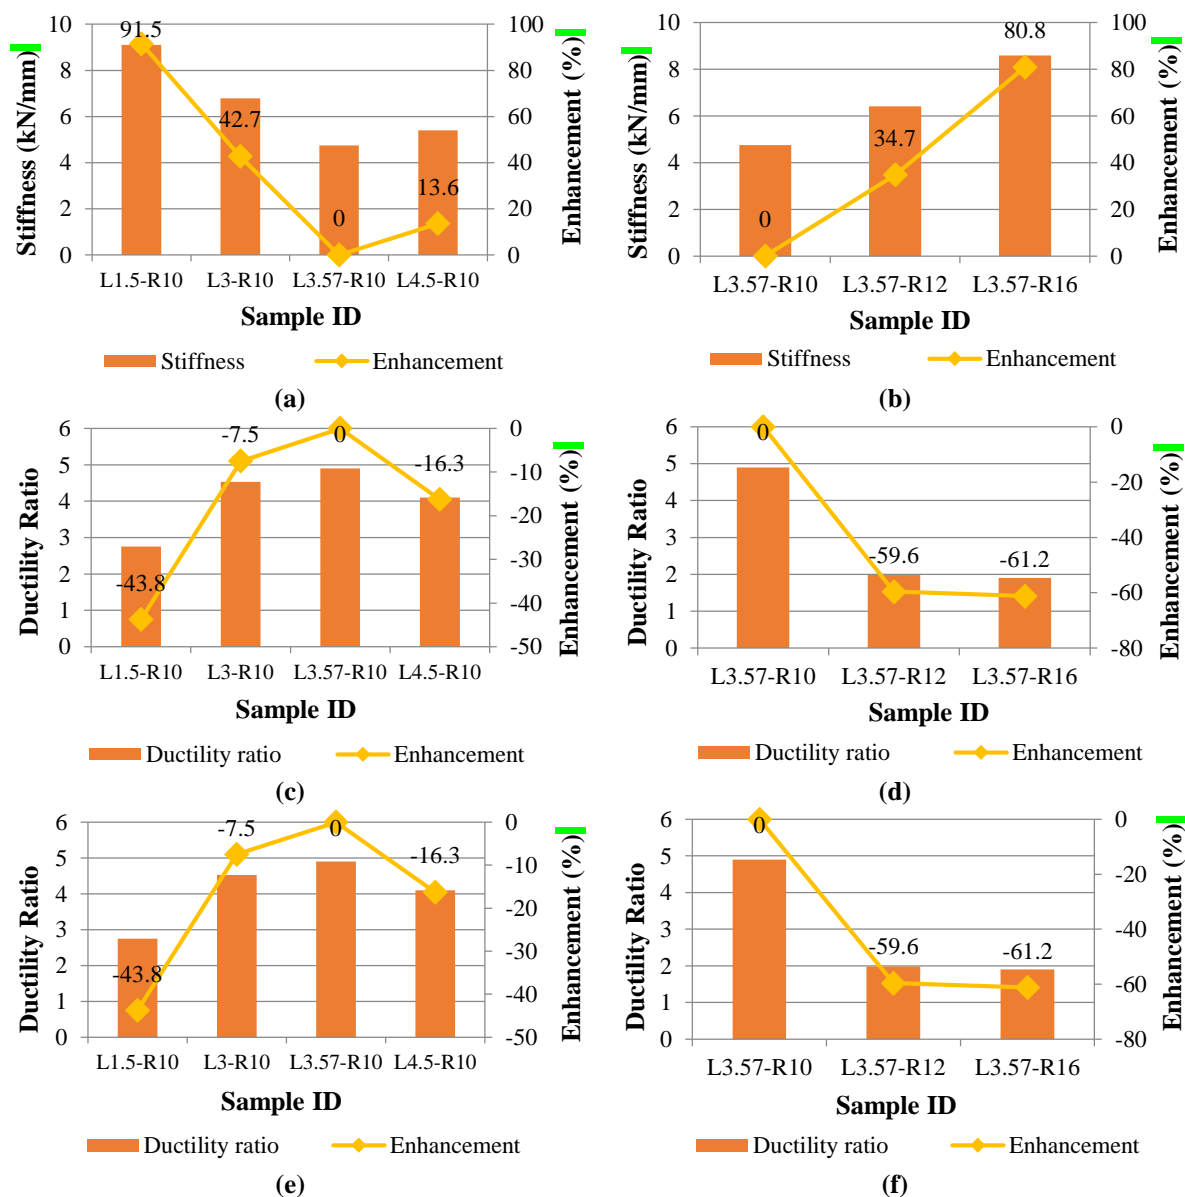 10
8
6
4
2
0
Stiffness (kN/mm)
91.5
42.7
0
13.6
100
80
60
40
20
0
Enhancement (%)
L1.5-R10 L3-R10 L3.57-R10 L4.5-R10
Sample ID
Stiffness Enhancement
(a)
10
8
6
4
2
0
Stiffness (kN/mm)
0
34.7
80.8
100
80
60
40
20
0
Enhancement (%)
L3.57-R10 L3.57-R12 L3.57-R16
Sample ID
Stiffness Enhancement
(b)
6
5
4
3
2
1
0
Ductility Ratio
-43.8
-7.5
0
-16.3
0
-10
-20
-30
-40
-50
Enhancement (%)
L1.5-R10 L3-R10 L3.57-R10 L4.5-R10
Sample ID
Ductility ratio Enhancement
(c)
6
5
4
3
2
1
0
Ductility Ratio
0
-59.6
-61.2
0
-20
-40
-60
-80
Enhancement (%)
L3.57-R10 L3.57-R12 L3.57-R16
Sample ID
Ductility ratio Enhancement
(d)
6
5
4
3
2
1
0
Ductility Ratio
-43.8
-7.5
0
-16.3
0
-10
-20
-30
-40
-50
Enhancement (%)
L1.5-R10 L3-R10 L3.57-R10 L4.5-R10
Sample ID
Ductility ratio Enhancement
(e)
6
5
4
3
2
1
0
Ductility Ratio
0
-59.6
-61.2
0
-20
-40
-60
-80
Enhancement (%)
L3.57-R10 L3.57-R12 L3.57-R16
Sample ID
Ductility ratio Enhancement
(f)